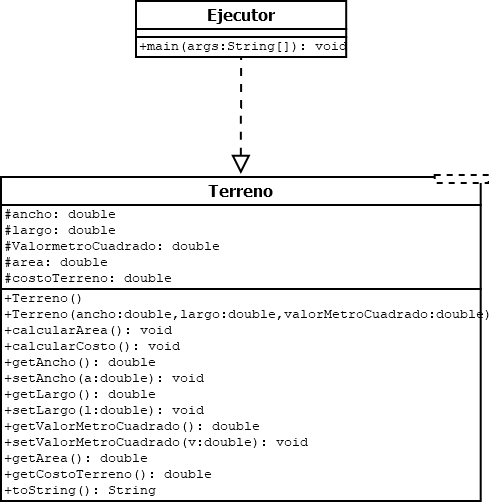 Ejecutor
+main(args:String[]): void
Terreno
#ancho: double
#largo: double
#ValormetroCuadrado: double
#area: double
#costoTerreno: double
+Terreno()
+Terreno(ancho:double,largo:double,valorMetroCuadrado:double)
+calcularArea(): void
+calcularCosto(): void
+getAncho(): double
+setAncho(a:double): void
+getLargo(): double
+setLargo(l:double): void
+getValorMetroCuadrado(): double
+setValorMetroCuadrado(v:double): void
+getArea(): double
+getCostoTerreno(): double
+toString(): String